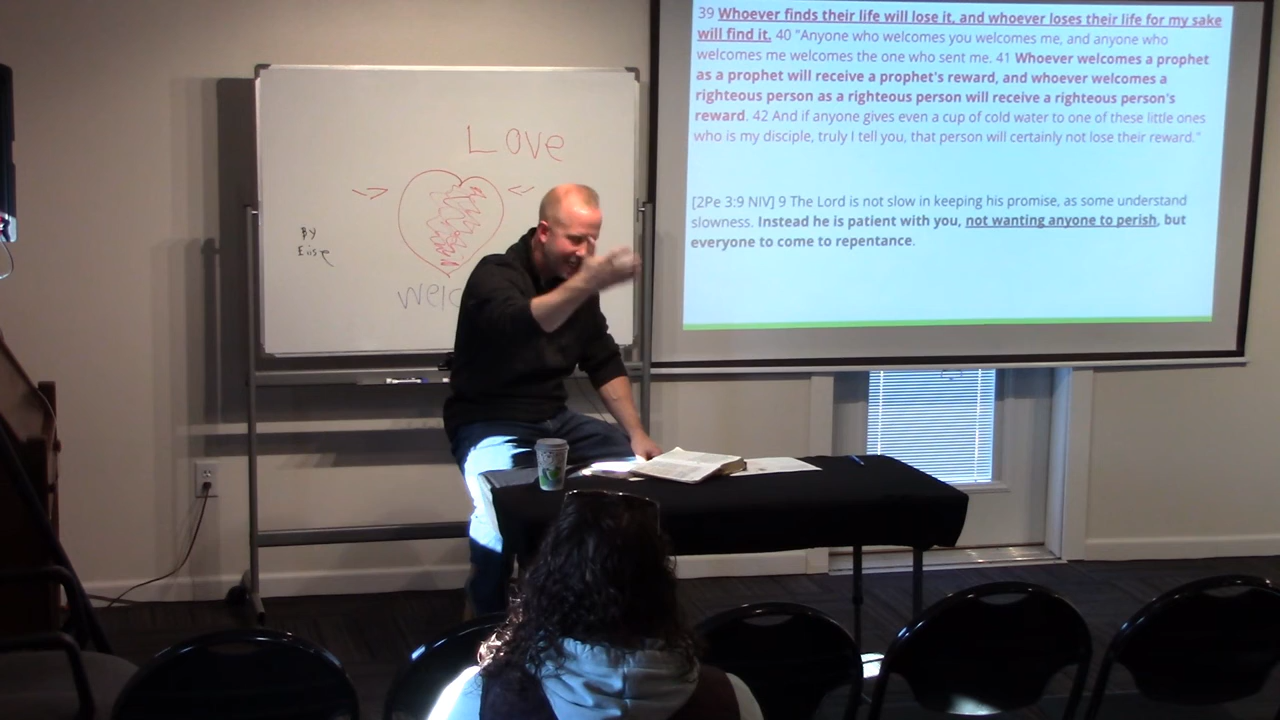 39 Whoever finds their life will lose it, and whoever loses their life for my sake
will find it. 40 "Anyone who welcomes you welcomes me, and anyone who
welcomes me welcomes the one who sent me. 41 Whoever welcomes a prophet
as a prophet will receive a prophet's reward, and whoever welcomes a
righteous person as a righteous person will receive a righteous person's
reward. 42 And if anyone gives even a cup of cold water to one of these little ones
who is my disciple, truly I tell you, that person will certainly not lose their reward."
[2Pe 3:9 NIV] 9 The Lord is not slow in keeping his promise, as some understand
slowness. Instead he is patient with you, not wanting anyone to perish, but
everyone to come to repentance.
Love
By